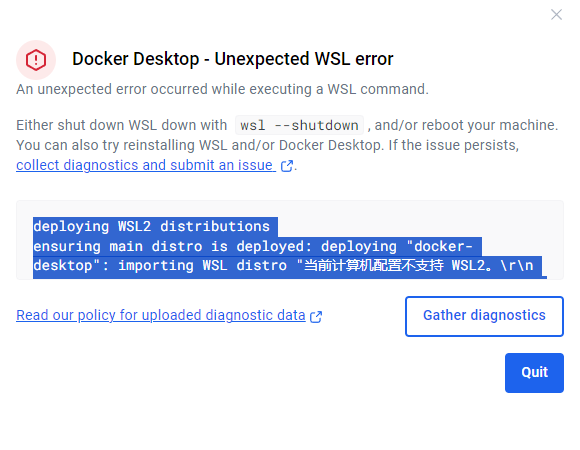 Docker Desktop - Unexpected WSL error
An unexpected error occurred while executing a WSL command.
Either shut down WSL down with wsl --shutdown , and/or reboot your machine.
You can also try reinstalling WSL and/or Docker Desktop. If the issue persists,
collect diagnostics and submit an issue .
deploying WSL2 distributions
ensuring main distro is deployed: deploying "docker-
desktop": importing WSL distro "当前计算机配置不支持 WSL2。\r\n
Read our policy for uploaded diagnostic data
Gather diagnostics
Quit